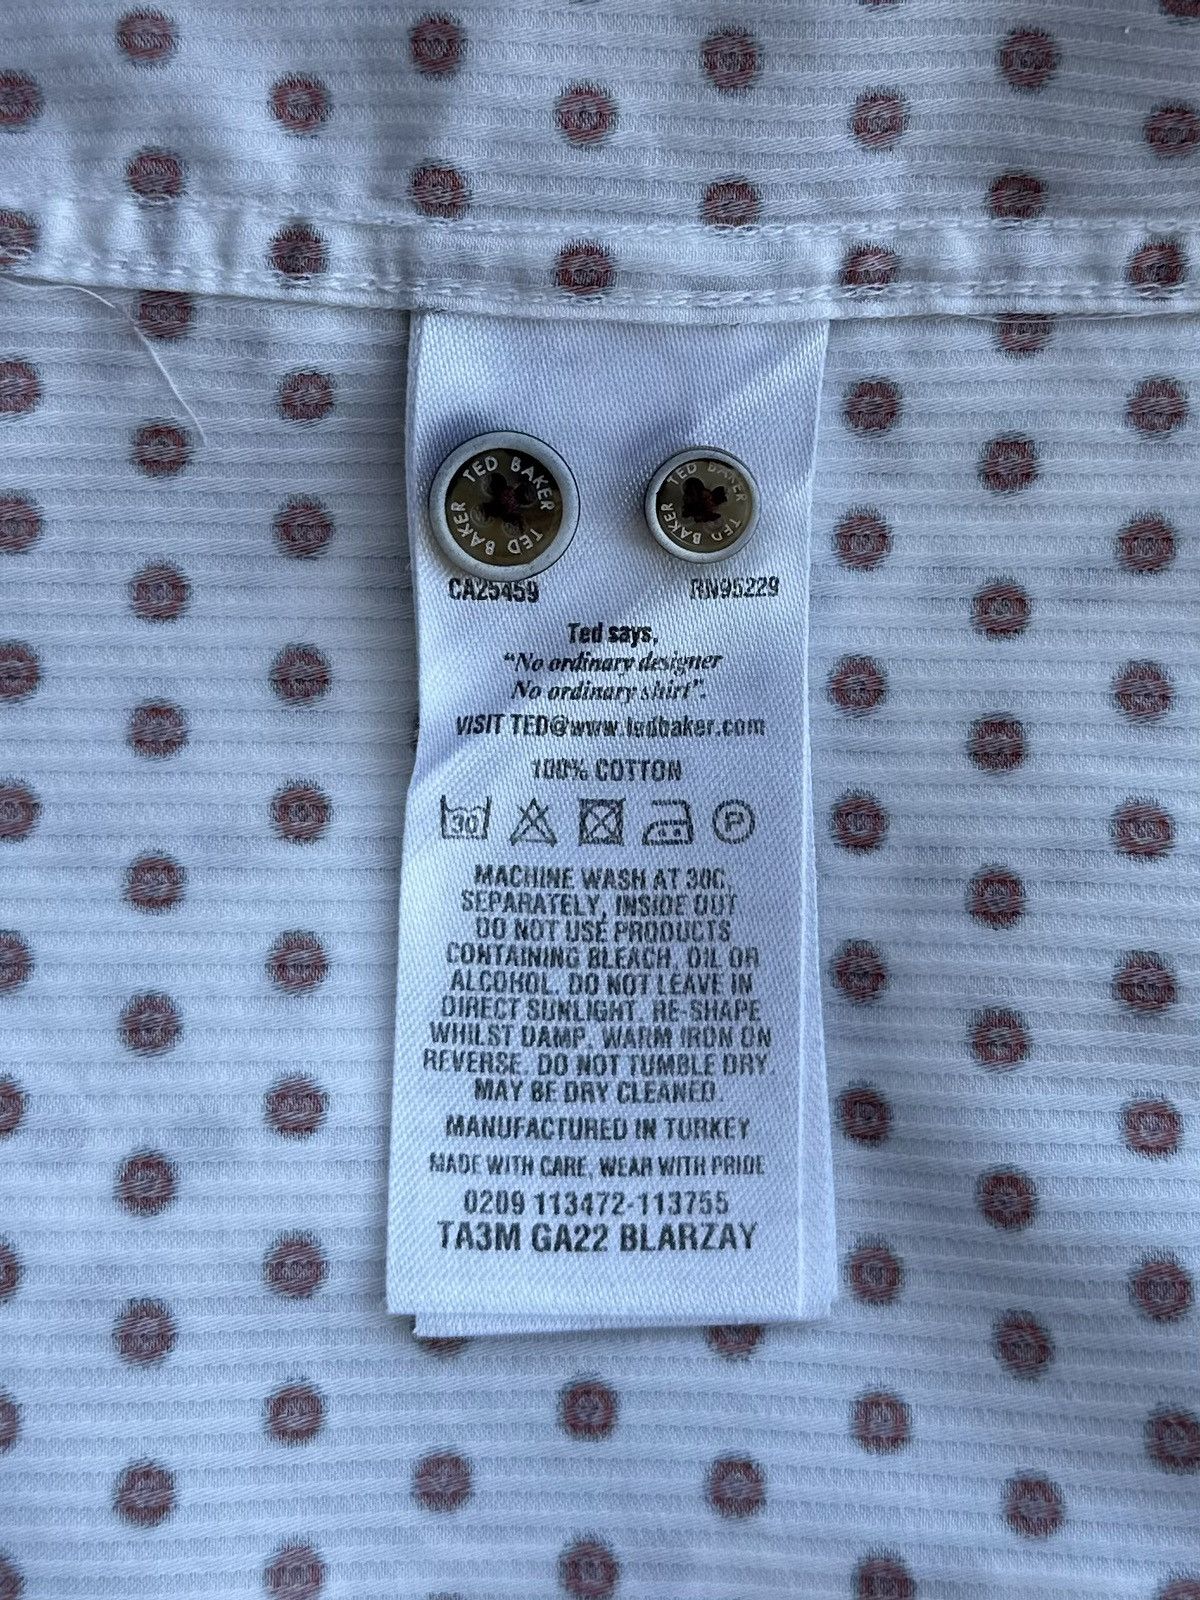 TED BAKER TED BAKER
TED BAKER TED BAKER
CA25459 RN95229
Ted says,
"No ordinary designer
No ordinary shirt".
VISIT TED@www.tedbaker.com
100% COTTON
30 P
MACHINE WASH AT 30C,
SEPARATELY, INSIDE OUT
DO NOT USE PRODUCTS
CONTAINING BLEACH, OIL OR
ALCOHOL. DO NOT LEAVE IN
DIRECT SUNLIGHT. RE-SHAPE
WHILST DAMP. WARM IRON ON
REVERSE. DO NOT TUMBLE DRY.
MAY BE DRY CLEANED.
MANUFACTURED IN TURKEY
MADE WITH CARE, WEAR WITH PRIDE
0209 113472-113755
TA3M GA22 BLARZAY